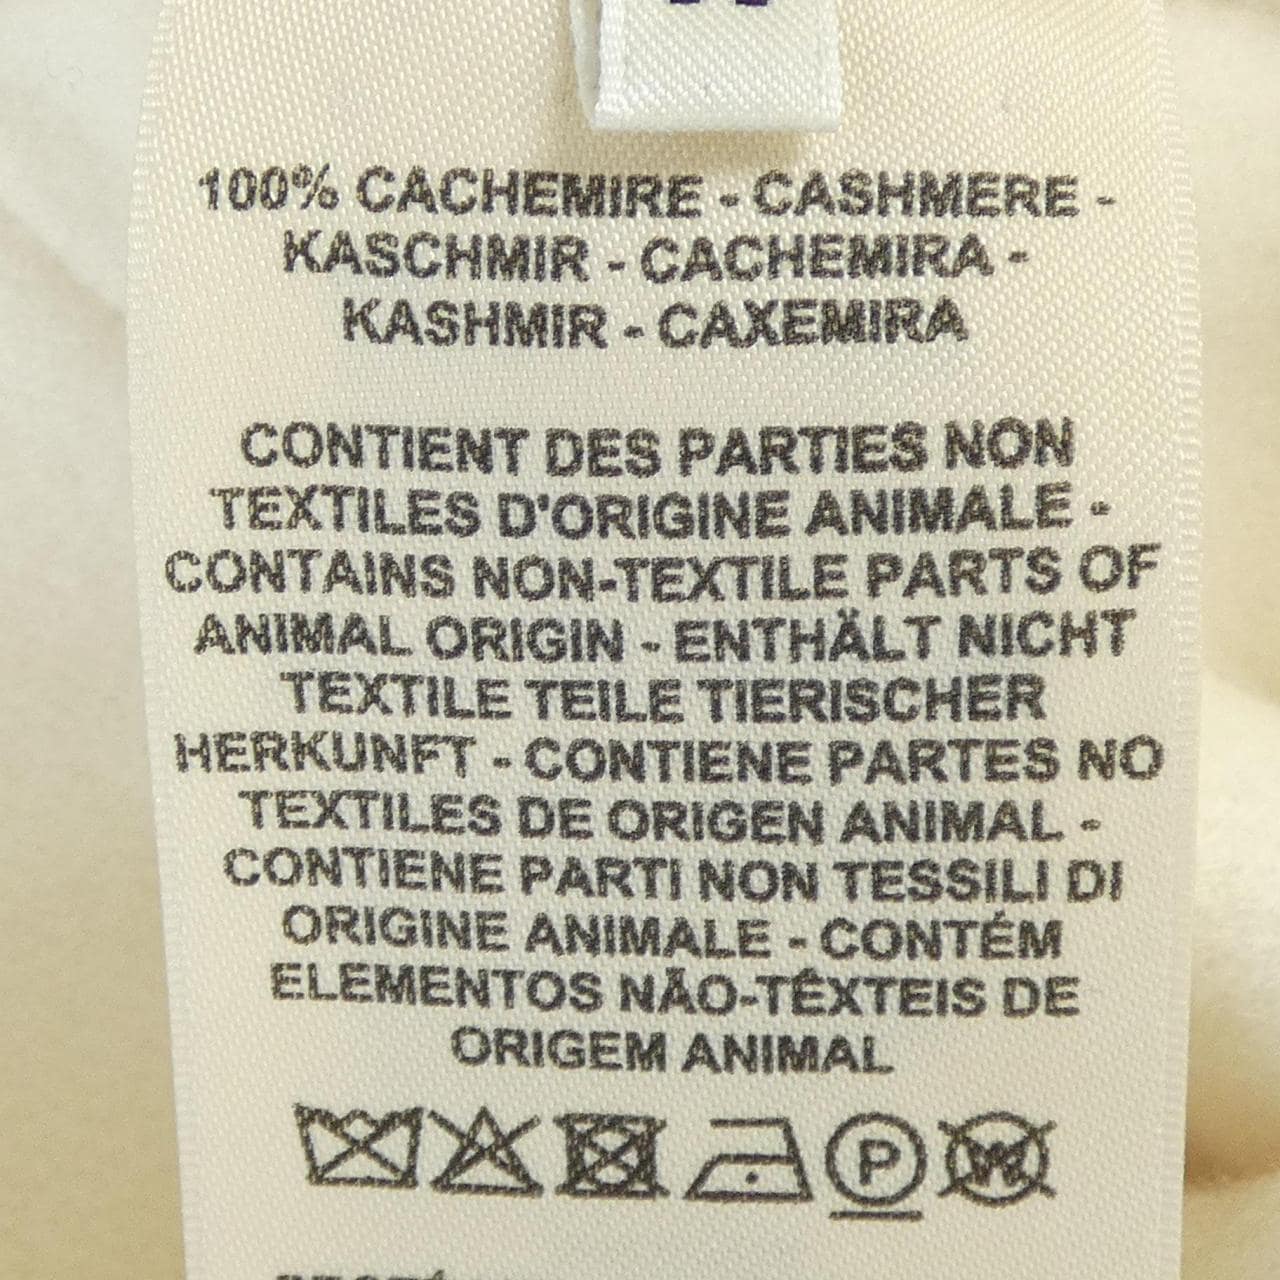 100% CACHEMIRE - CASHMERE -
KASCHMIR - CACHEMIRA -
KASHMIR - CAXEMIRA
CONTIENT DES PARTIES NON
TEXTILES D'ORIGINE ANIMALE -
CONTAINS NON-TEXTILE PARTS OF
ANIMAL ORIGIN - ENTHÄLT NICHT
TEXTILE TEILE TIERISCHER
HERKUNFT - CONTIENE PARTES NO
TEXTILES DE ORIGEN ANIMAL -
CONTIENE PARTI NON TESSILI DI
ORIGINE ANIMALE - CONTÉM
ELEMENTOS NÃO-TÊXTEIS DE
ORIGEM ANIMAL
P W